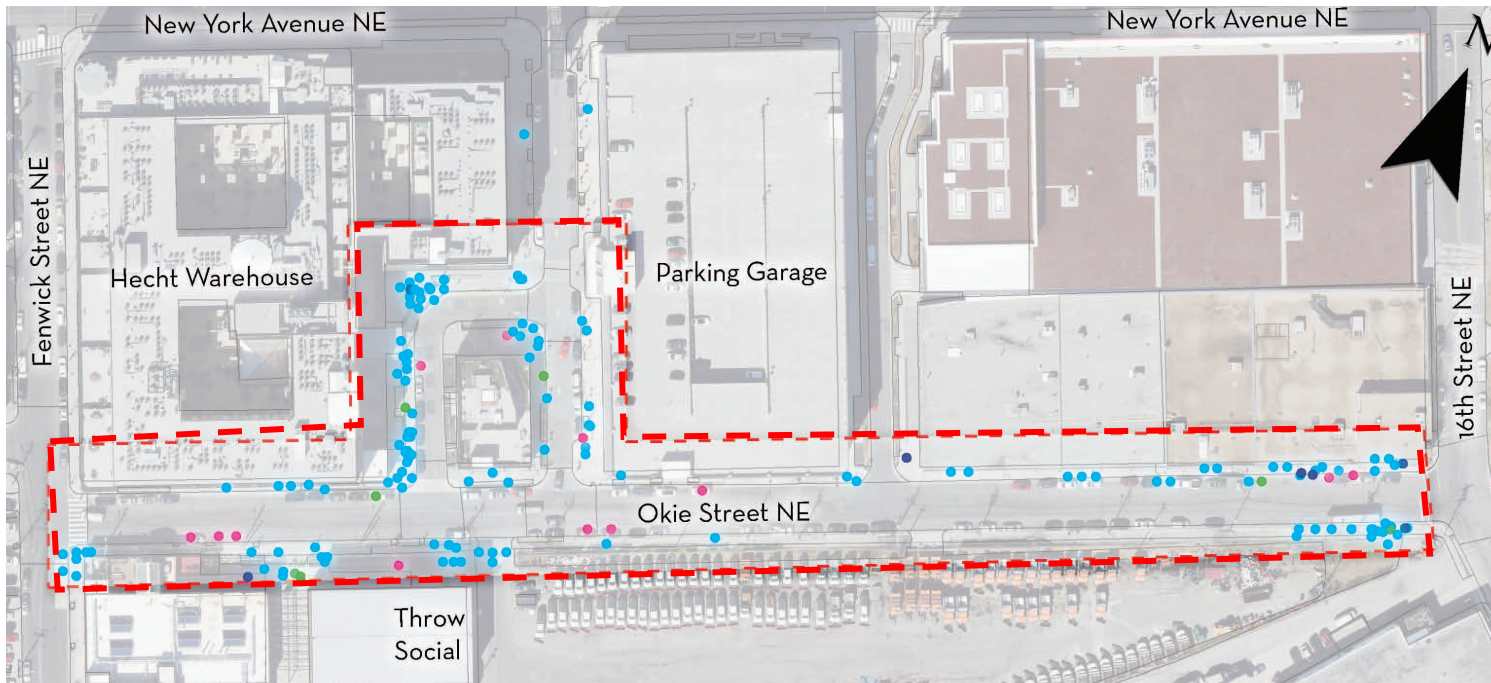 New York Avenue NE
New York Avenue NE
N
Fenwick Street NE
Hecht Warehouse
Parking Garage
16th Street NE
Okie Street NE
Throw
Social